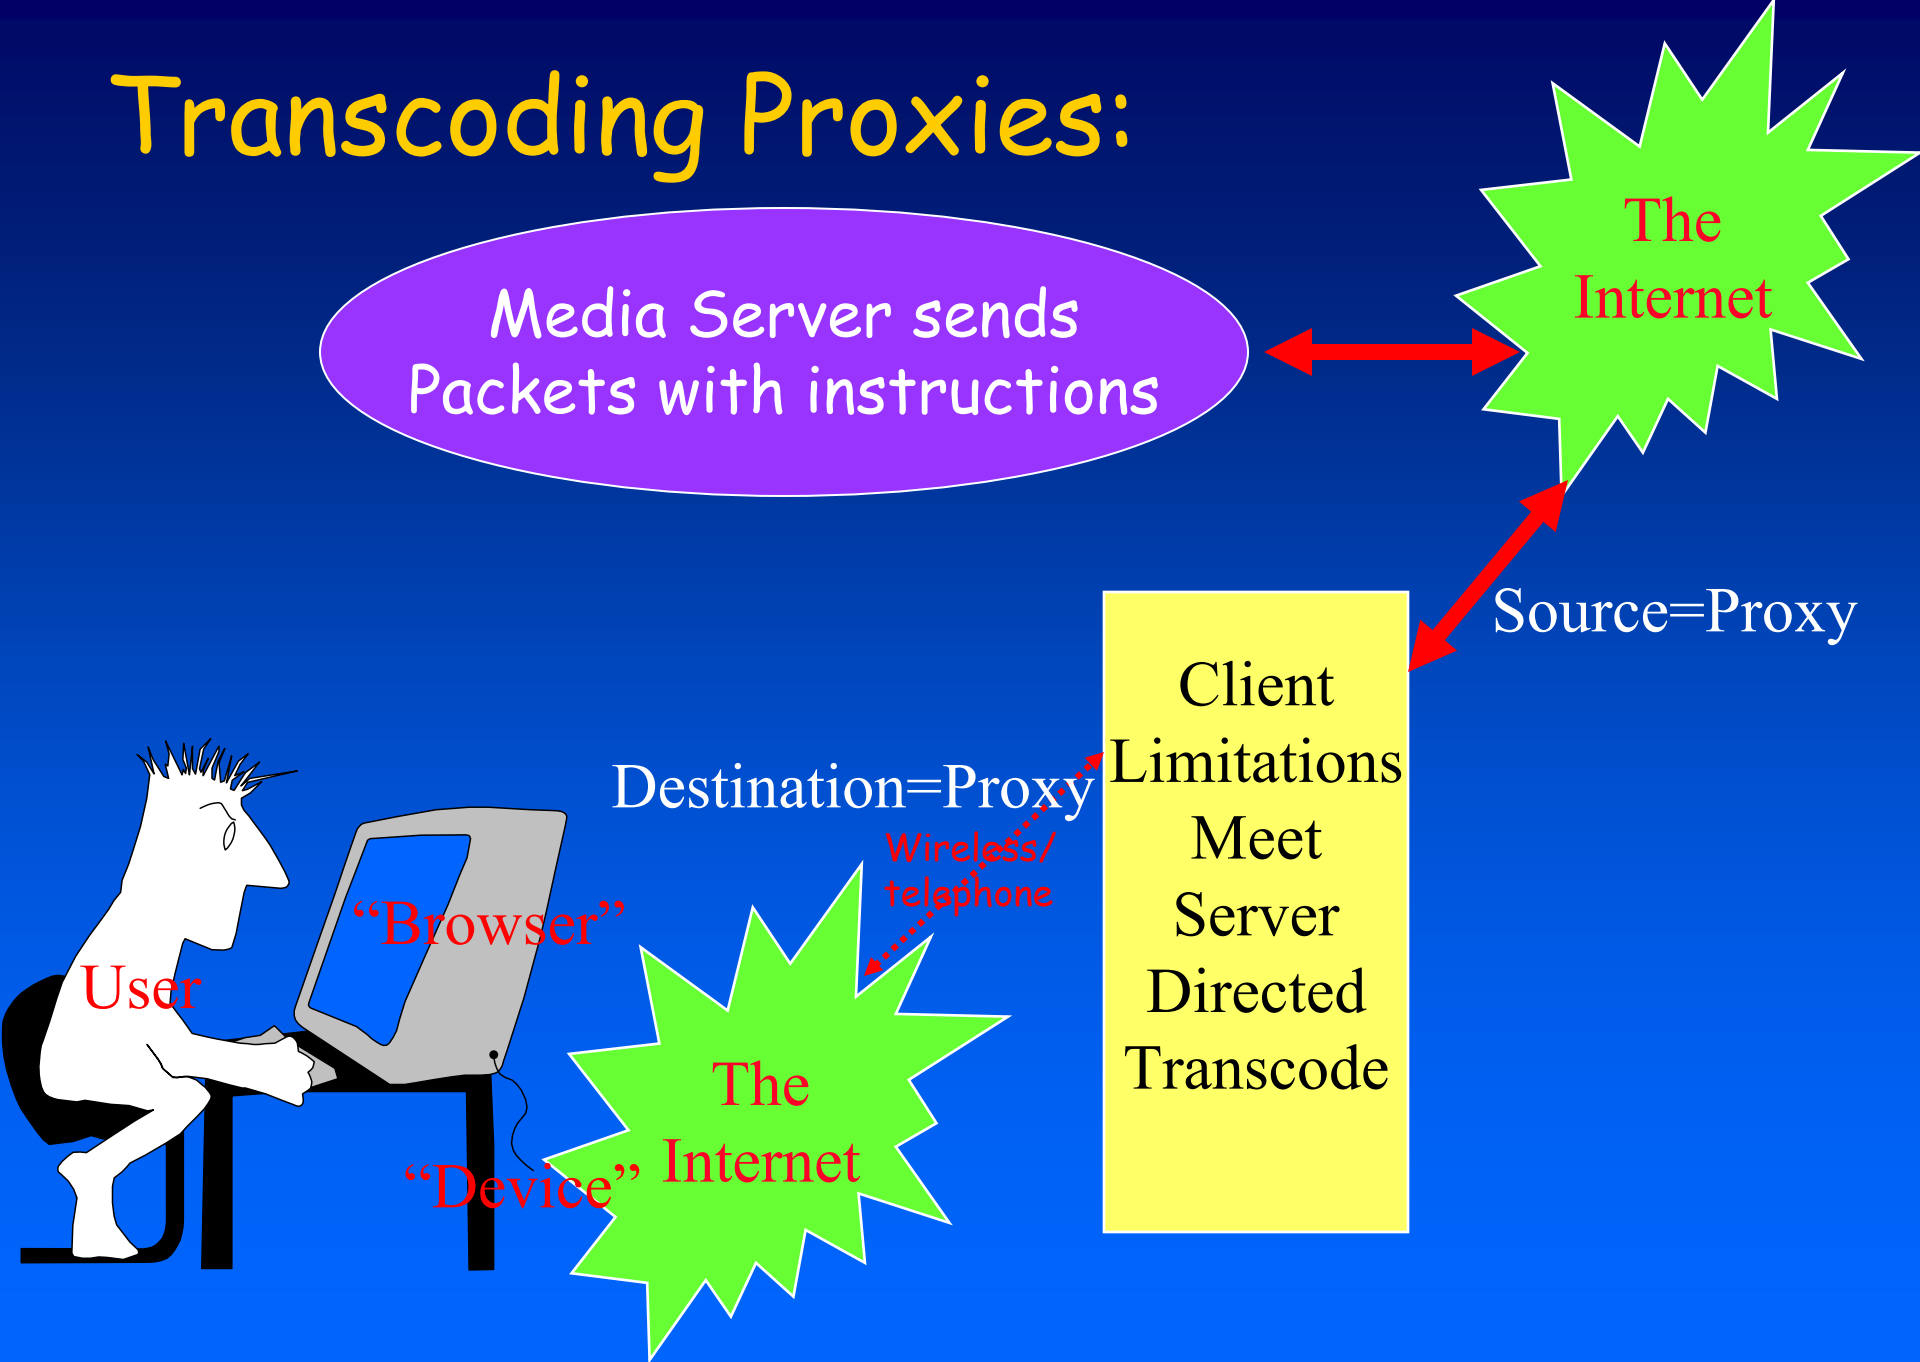 Transcoding Proxies:
The
Internet
Media Server sends
Packets with instructions
Source=Proxy
Client
Limitations
Meet
Server
Directed
Transcode
Destination=Proxy
Wireless/
telephone
“Browser”
User
The
Internet
“Device”